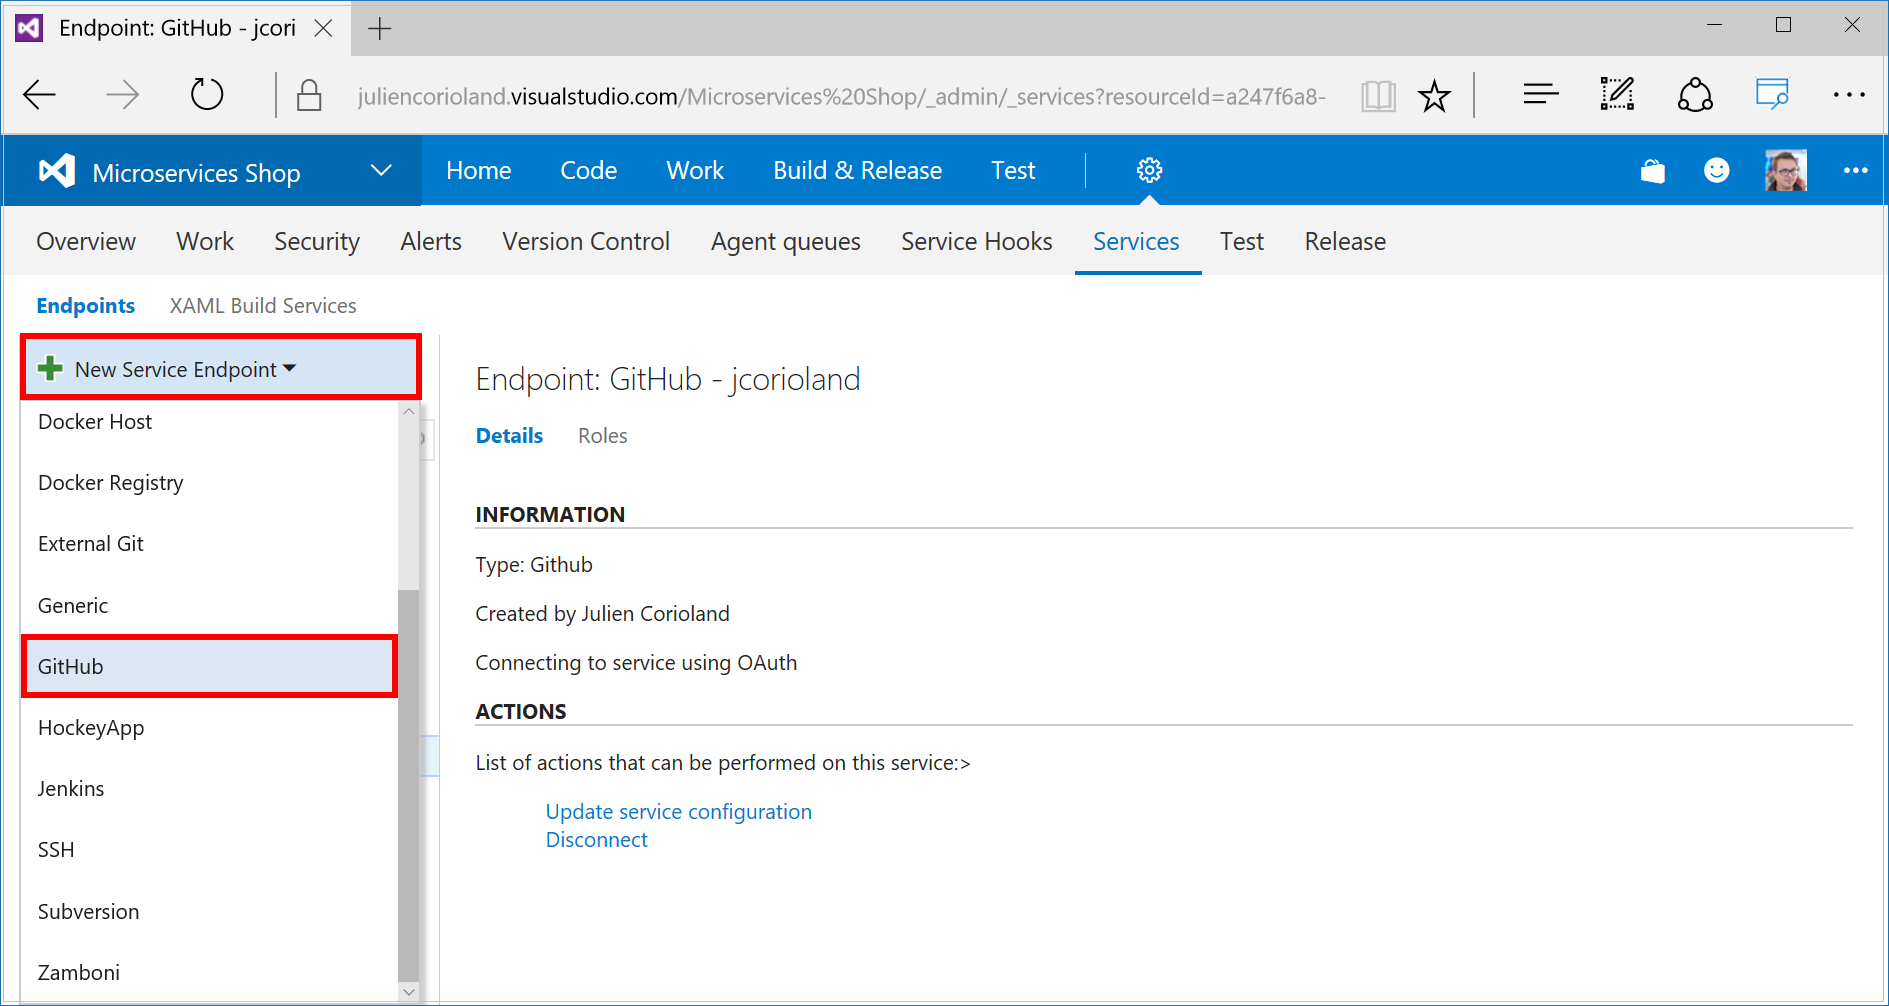 Endpoint: GitHub - jcori
juliencorioland.visualstudio.com/Microservices%20Shop/_admin/_services?resourceId=a247f6a8-
Microservices Shop Home Code Work Build & Release Test
Overview Work Security Alerts Version Control Agent queues Service Hooks Services Test Release
Endpoints XAML Build Services
New Service Endpoint
Docker Host
Docker Registry
External Git
Generic
GitHub
HockeyApp
Jenkins
SSH
Subversion
Zamboni
Endpoint: GitHub - jcorioland
Details Roles
INFORMATION
Type: Github
Created by Julien Corioland
Connecting to service using OAuth
ACTIONS
List of actions that can be performed on this service:>
Update service configuration
Disconnect